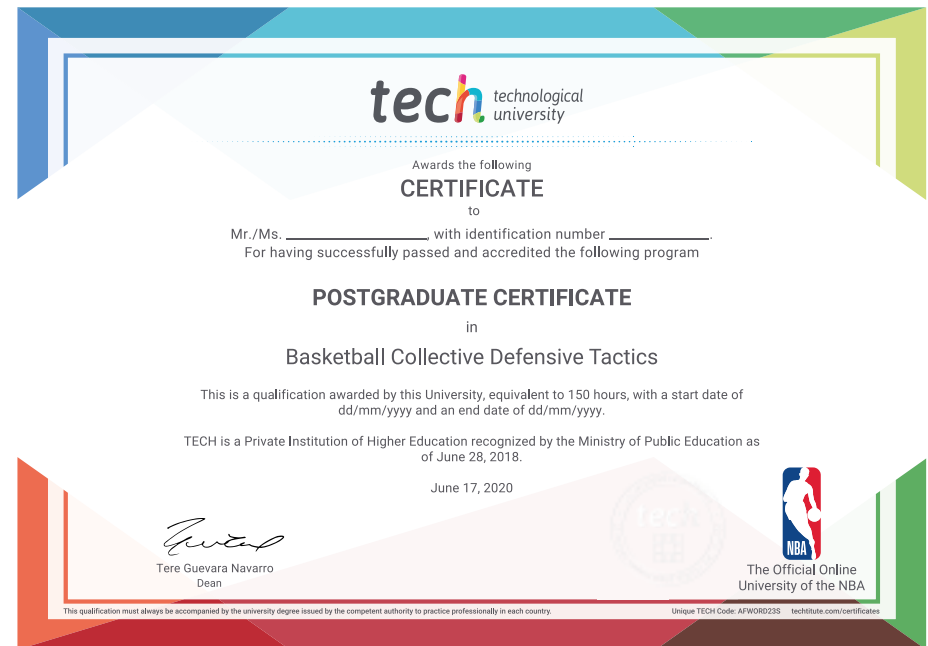 tech technological
university
Awards the following
CERTIFICATE
to
Mr./Ms. ________________, with identification number ____________.
For having successfully passed and accredited the following program
POSTGRADUATE CERTIFICATE
in
Basketball Collective Defensive Tactics
This is a qualification awarded by this University, equivalent to 150 hours, with a start date of
dd/mm/yyyy and an end date of dd/mm/yyyy.
TECH is a Private Institution of Higher Education recognized by the Ministry of Public Education as
of June 28, 2018.
June 17, 2020
tech
NBA
Tere Guevara Navarro
Dean
The Official Online
University of the NBA
This qualification must always be accompanied by the university degree issued by the competent authority to practice professionally in each country.
Unique TECH Code: AFWORD23S techtitute.com/certificates